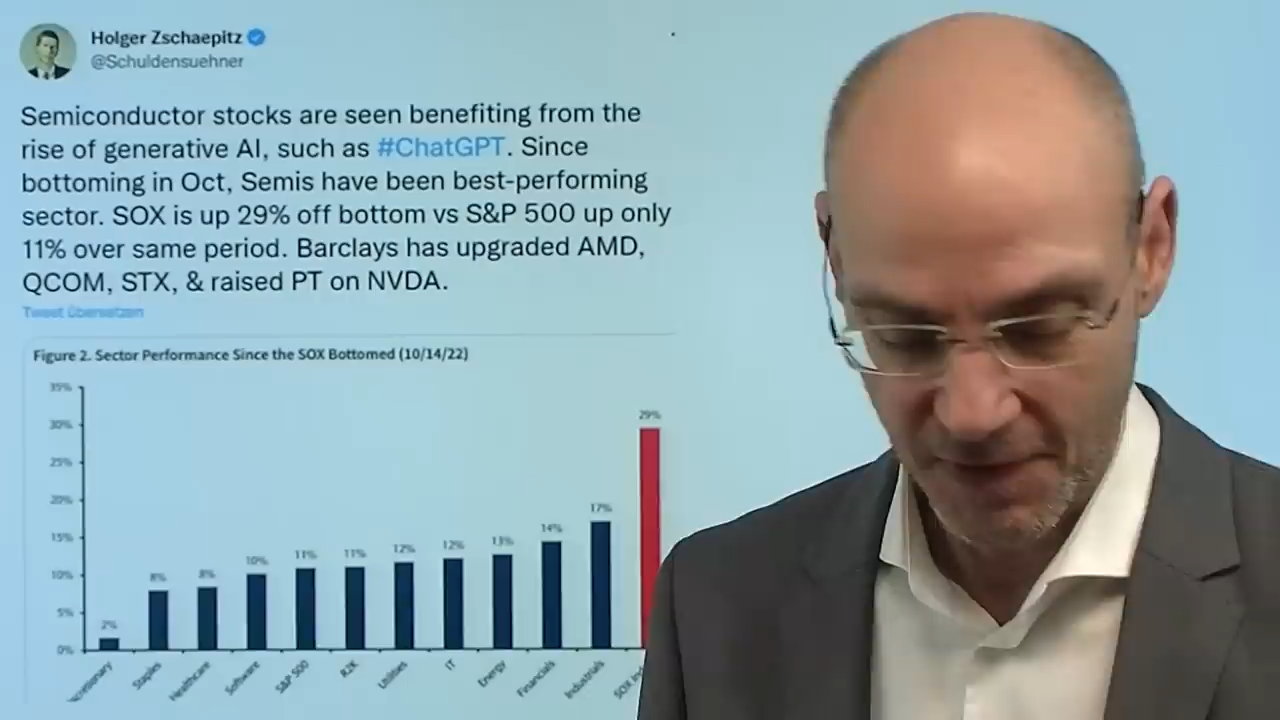 Holger Zschaepitz
@Schuldensuehner
Semiconductor stocks are seen benefiting from the
rise of generative AI, such as #ChatGPT. Since
bottoming in Oct, Semis have been best-performing
sector. SOX is up 29% off bottom vs S&P 500 up only
11% over same period. Barclays has upgraded AMD,
QCOM, STX, & raised PT on NVDA.
Tweet übersetzen
Figure 2. Sector Performance Since the SOX Bottomed (10/14/22)
35%
30%
25%
20%
15%
10%
5%
0%
2%
8%
8%
10%
11%
11%
12%
12%
13%
14%
17%
29%
Staples
Healthcare
Software
S&P 500
R2K
Utilities
IT
Energy
Financials
Industrials
SOX